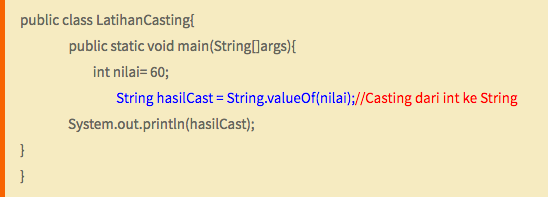 public class LatihanCasting{
public static void main(String[]args){
int nilai= 60;
String hasilCast = String.valueOf(nilai);//Casting dari int ke String
System.out.println(hasilCast);
}
}